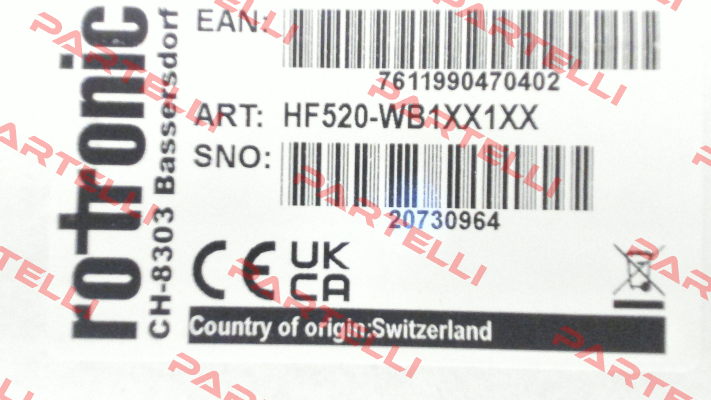 rotronic
CH-8303 Bassersdorf
EAN:
7611990470402
ART: HF520-WB1XX1XX
SNO:
20730964
CE UK
CA
Country of origin:Switzerland
PARTELLI
PARTELLI
PARTELLI
PARTELLI
PARTELLI
PARTELLI
PARTELLI
PARTELLI